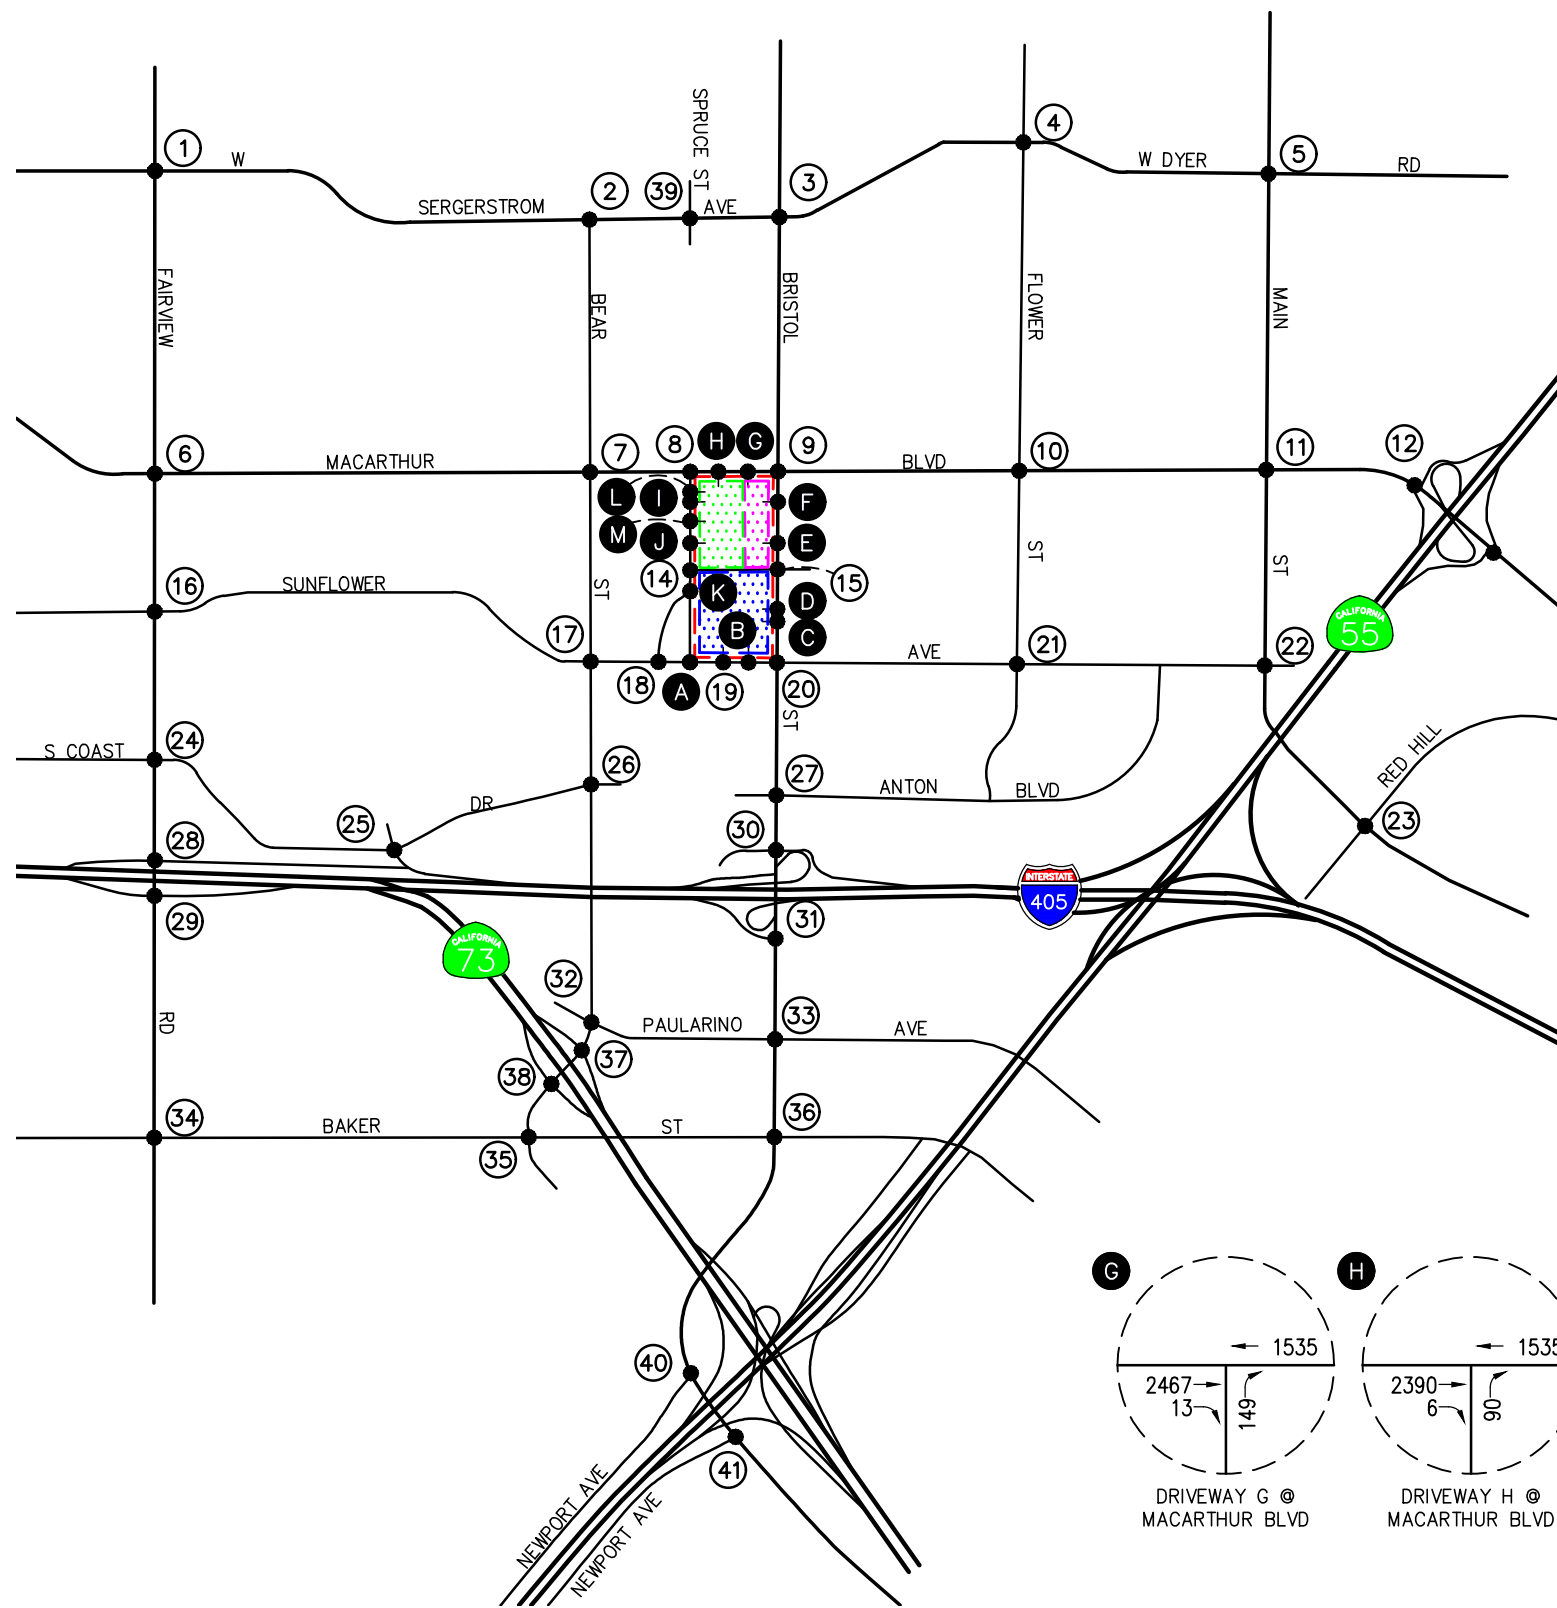 SPRUCE ST
1
W
4
W DYER
5
RD
2
39
3
SERGERSTROM
AVE
FAIRVIEW
BEAR
BRISTOL
FLOWER
MAIN
6
MACARTHUR
7
8
H
G
9
BLVD
10
11
12
L
I
F
M
J
E
ST
ST
16
SUNFLOWER
ST
14
K
15
D
B
C
CALIFORNIA
55
17
18
A
19
20
AVE
21
22
ST
24
S COAST
26
27
ANTON
BLVD
RED HILL
DR
25
28
30
23
INTERSTATE
405
29
31
CALIFORNIA
73
32
RD
PAULARINO
33
AVE
37
38
34
BAKER
ST
36
35
G
H
1535
1535
2467
13
149
2390
6
90
40
41
DRIVEWAY G @
MACARTHUR BLVD
DRIVEWAY H @
MACARTHUR BLVD
NEWPORT AVE
NEWPORT AVE